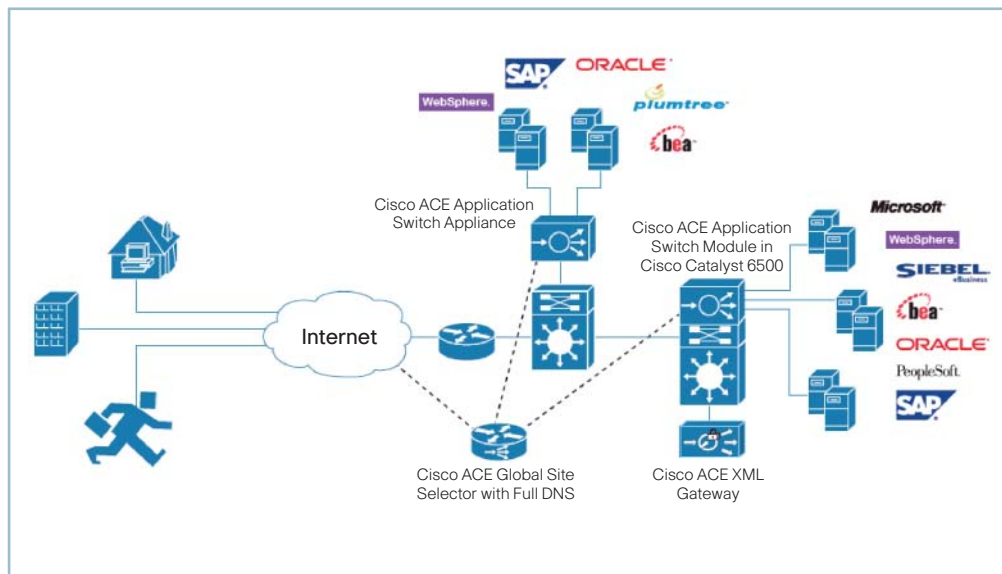 SAP
ORACLE
WebSphere.
plumtree
bea
Cisco ACE Application
Switch Appliance
Cisco ACE Application
Switch Module in
Cisco Catalyst 6500
Microsoft
WebSphere.
SIEBEL
eBusiness
bea
ORACLE
PeopleSoft.
SAP
Internet
Cisco ACE Global Site
Selector with Full DNS
Cisco ACE XML
Gateway